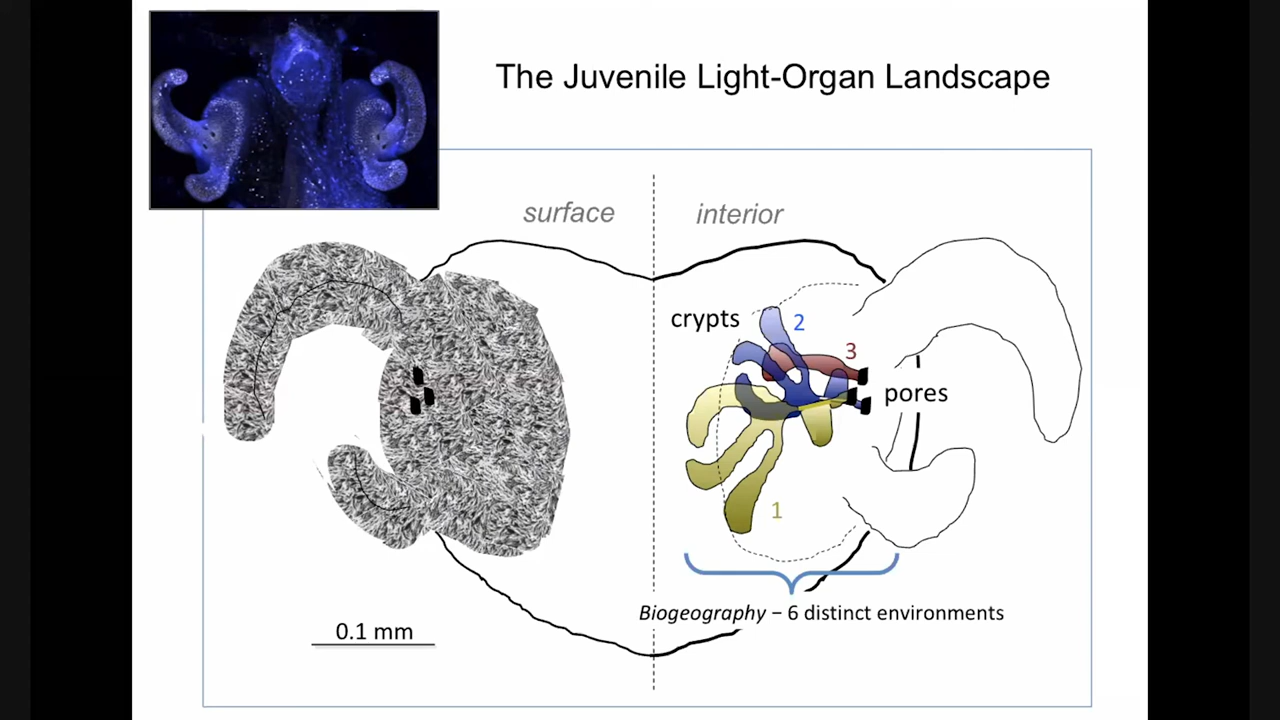 The Juvenile Light-Organ Landscape
surface
interior
crypts
2
3
pores
1
Biogeography – 6 distinct environments
0.1 mm